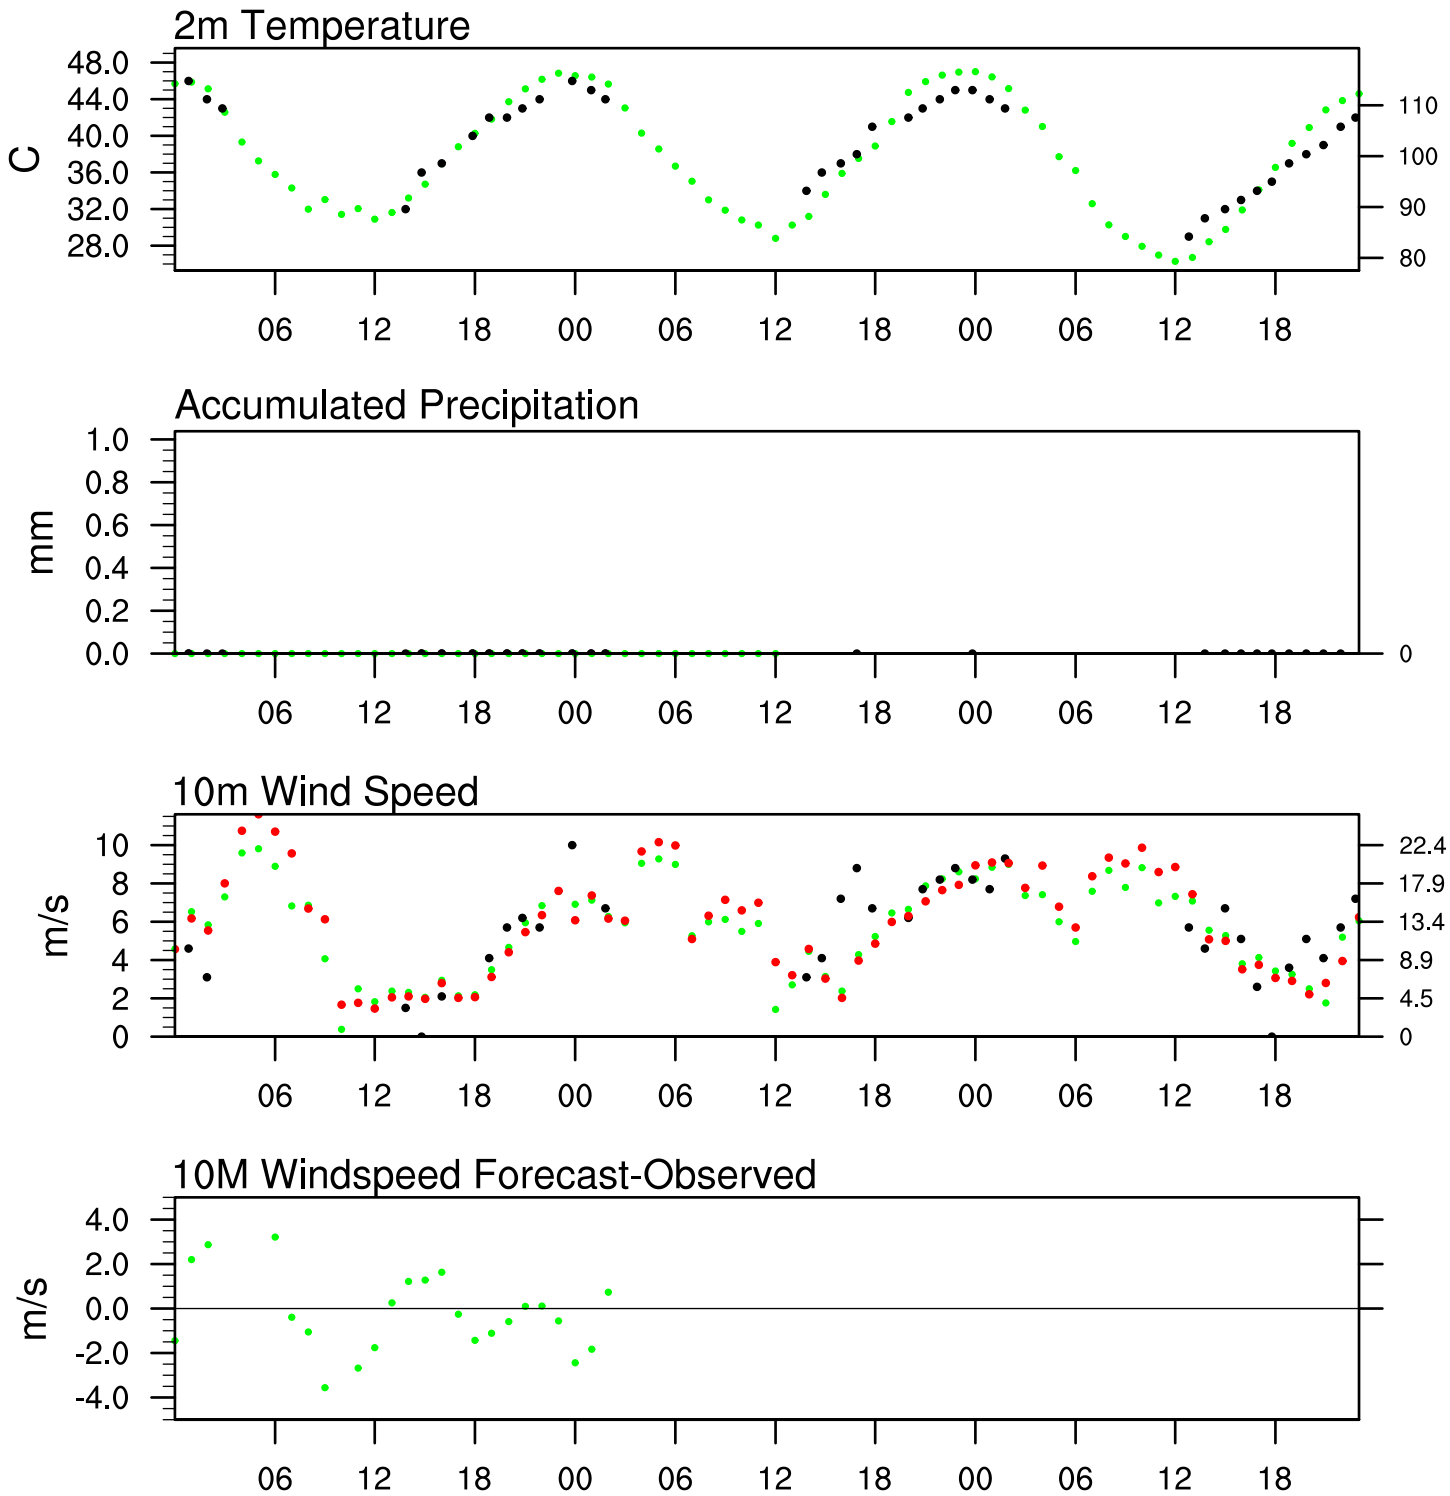 2m Temperature
48.0
44.0
40.0
36.0
32.0
28.0
C
110
100
90
80
06 12 18 00 06 12 18 00 06 12 18
Accumulated Precipitation
1.0
0.8
0.6
0.4
0.2
0.0
mm
0
06 12 18 00 06 12 18 00 06 12 18
10m Wind Speed
10
8
6
4
2
0
m/s
22.4
17.9
13.4
8.9
4.5
0
06 12 18 00 06 12 18 00 06 12 18
10M Windspeed Forecast-Observed
4.0
2.0
0.0
-2.0
-4.0
m/s
06 12 18 00 06 12 18 00 06 12 18